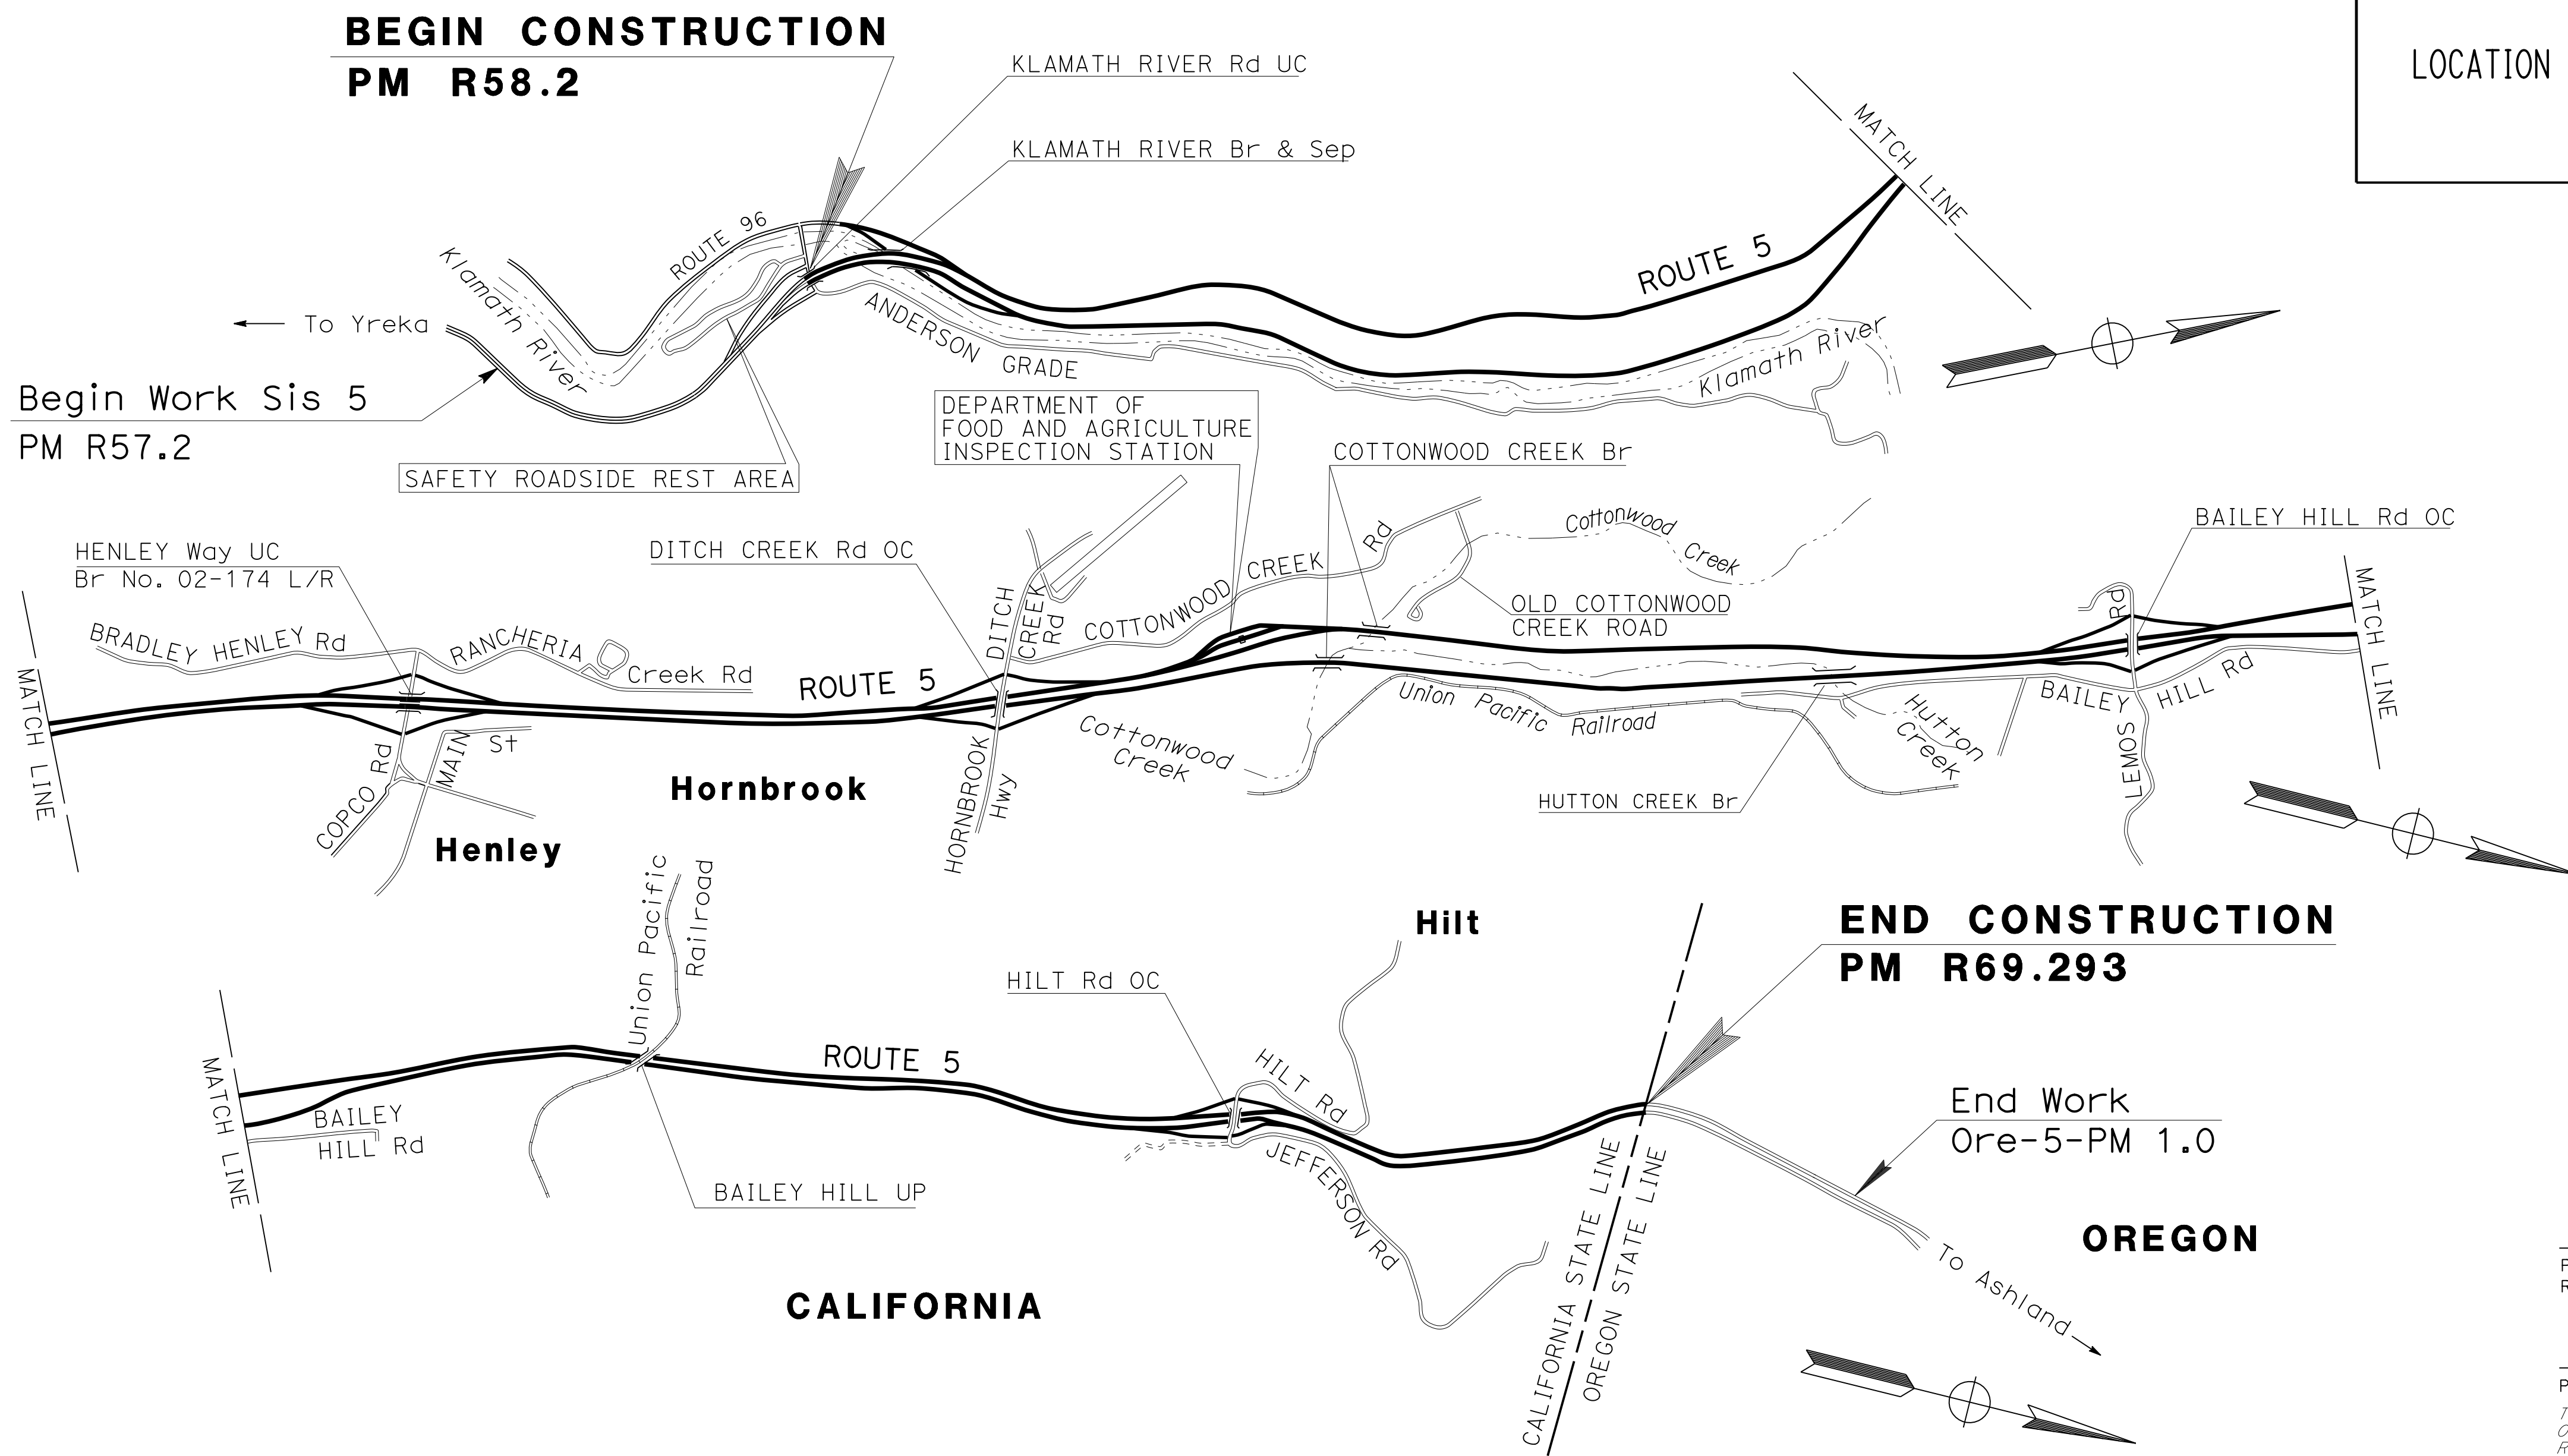 BEGIN CONSTRUCTION
PM R58.2
KLAMATH RIVER Rd UC
KLAMATH RIVER Br & Sep
LOCATION
MATCH LINE
ROUTE 96
Klamath River
To Yreka
ROUTE 5
ANDERSON GRADE
Klamath River
Begin Work Sis 5
PM R57.2
SAFETY ROADSIDE REST AREA
DEPARTMENT OF
FOOD AND AGRICULTURE
INSPECTION STATION
COTTONWOOD CREEK Br
HENLEY Way UC
Br No. 02-174 L/R
DITCH CREEK Rd OC
BAILEY HILL Rd OC
MATCH LINE
BRADLEY HENLEY Rd
RANCHERIA
Creek Rd
ROUTE 5
DITCH
CREEK
Rd
COTTONWOOD CREEK Rd
Cottonwood
Creek
OLD COTTONWOOD
CREEK ROAD
Rd
MATCH LINE
COPCO Rd
MAIN St
Hornbrook
Henley
HORNBROOK
Hwy
Cottonwood
Creek
Union Pacific Railroad
HUTTON CREEK Br
Hutton
Creek
BAILEY HILL Rd
LEMOS
Union Pacific
Railroad
Hilt
END CONSTRUCTION
PM R69.293
HILT Rd OC
MATCH LINE
ROUTE 5
BAILEY
HILL Rd
BAILEY HILL UP
HILT Rd
JEFFERSON Rd
End Work
Ore-5-PM 1.0
CALIFORNIA STATE LINE
OREGON STATE LINE
OREGON
To Ashland
CALIFORNIA